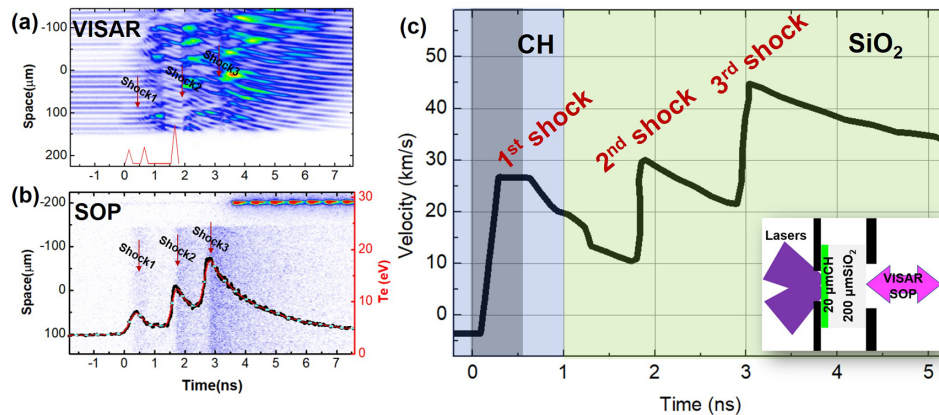 (a)
VISAR
Space(μm)
-100
0
100
200
Shock1
Shock2
Shock3
-1 0 1 2 3 4 5 6 7
(b)
SOP
Space(μm)
-200
-100
0
100
Shock1
Shock2
Shock3
30
20
10
0
Te (eV)
-1 0 1 2 3 4 5 6 7
Time(ns)
(c)
CH
SiO₂
1st shock
2nd shock
3rd shock
Velocity (km/s)
50
40
30
20
10
0
0 1 2 3 4 5
Time (ns)
Lasers
20 μmCH
200 μmSiO₂
VISAR
SOP